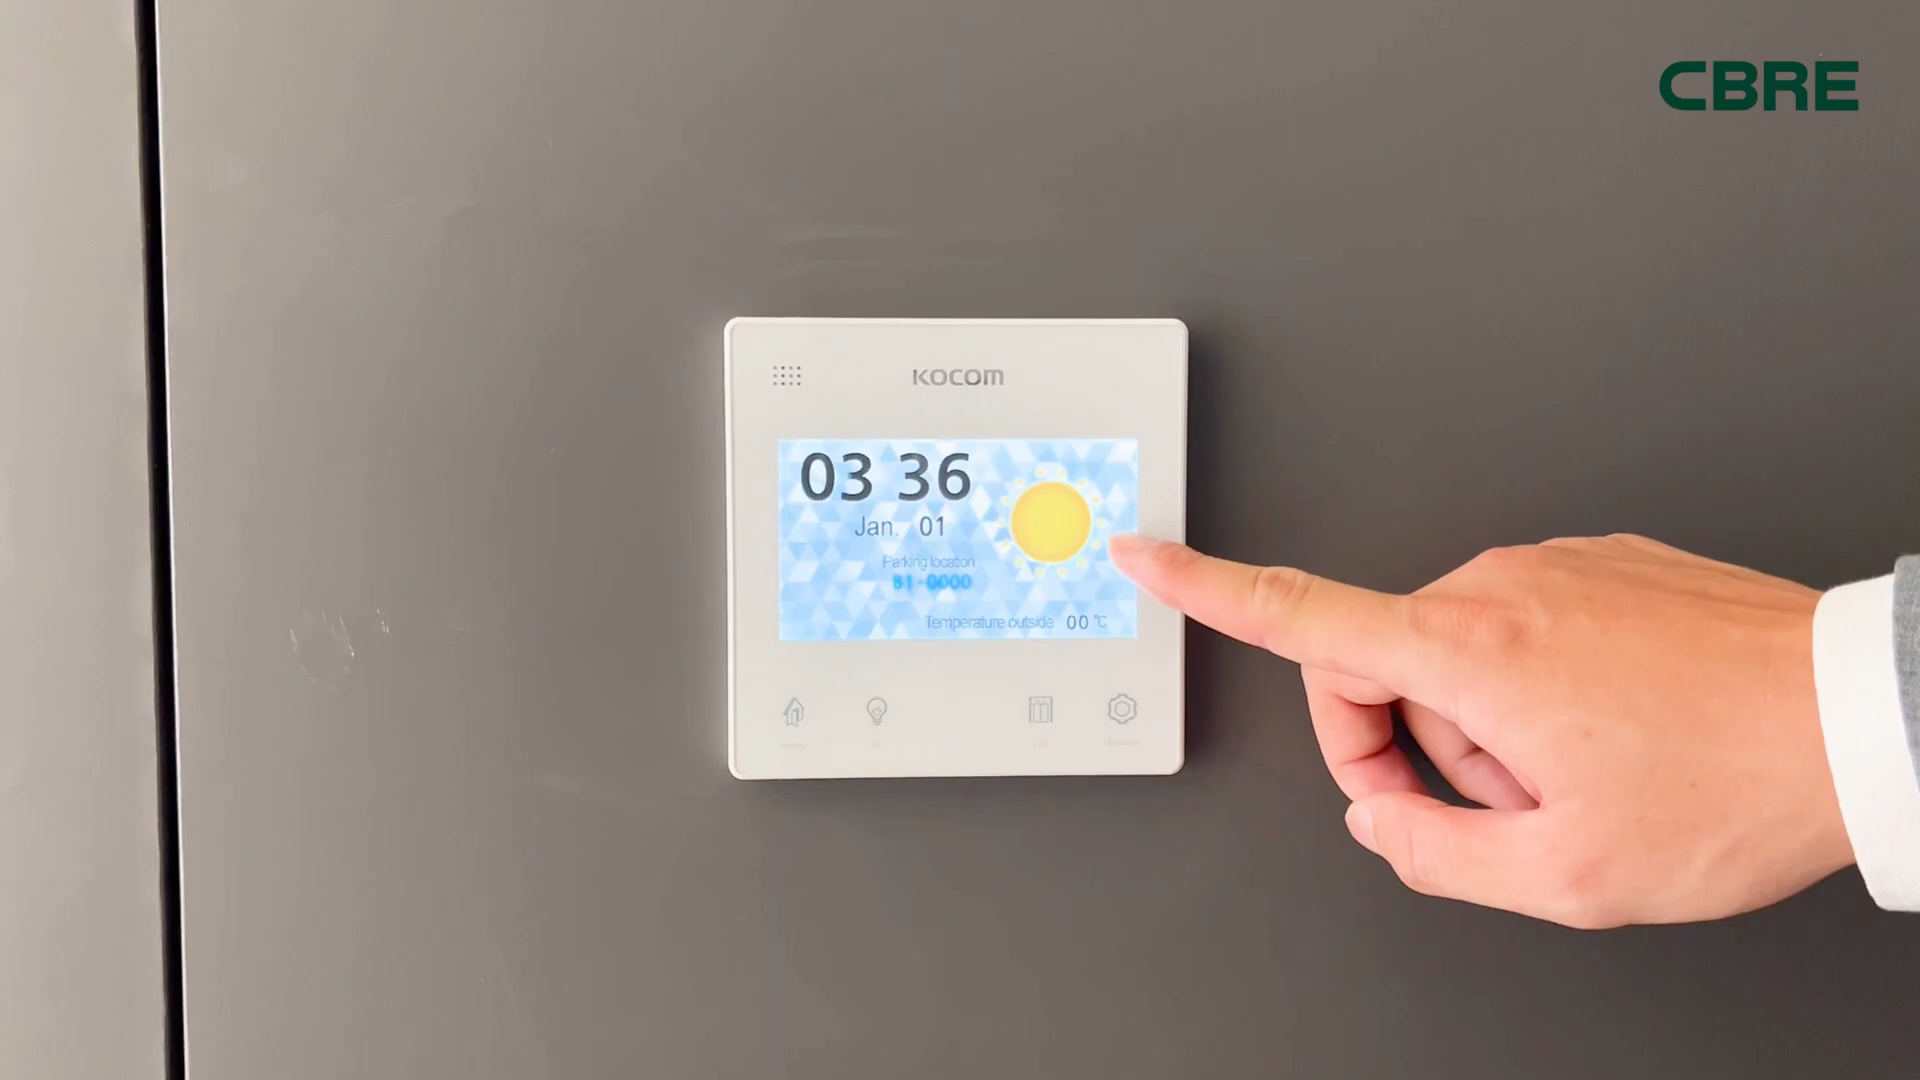 CBRE
KOCOM
03 36
Jan. 01
Parking location
B1-0000
Temperature outside 00 °C